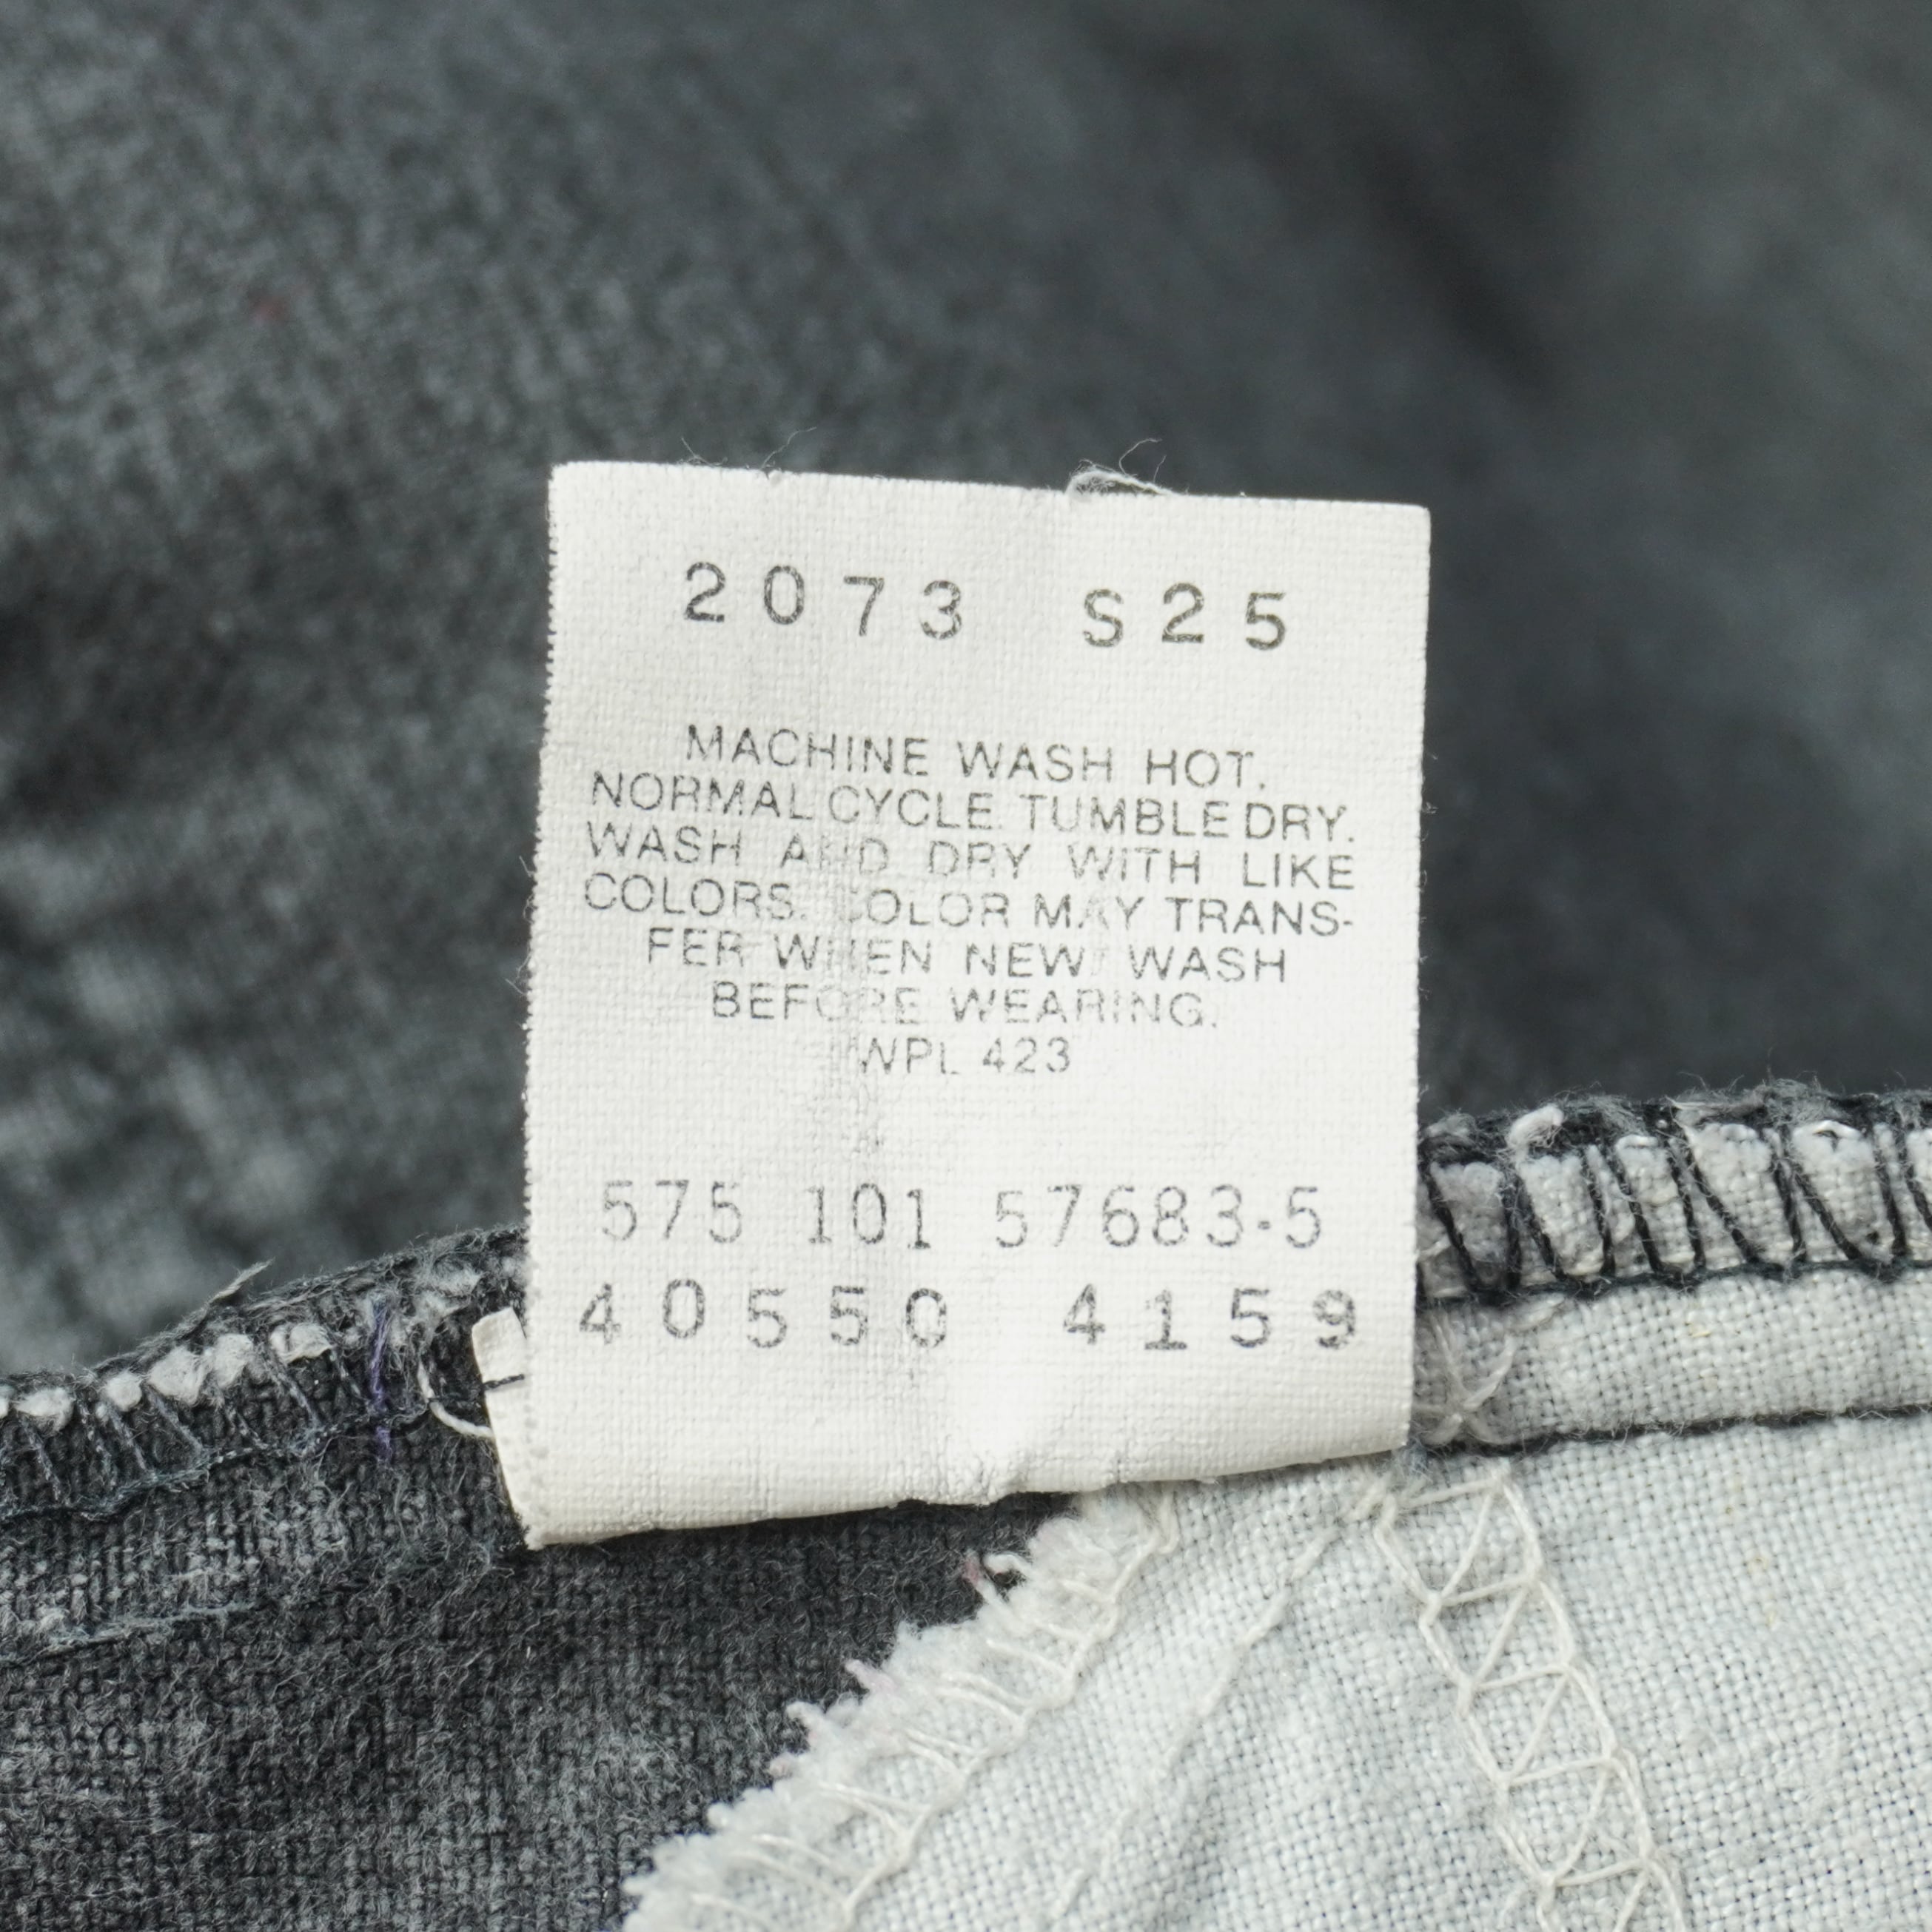 2073 S25
MACHINE WASH HOT.
NORMAL CYCLE. TUMBLE DRY.
WASH AND DRY WITH LIKE
COLORS. COLOR MAY TRANS-
FER WHEN NEW. WASH
BEFORE WEARING.
WPL 423
575 101 57683-5
40550 4159